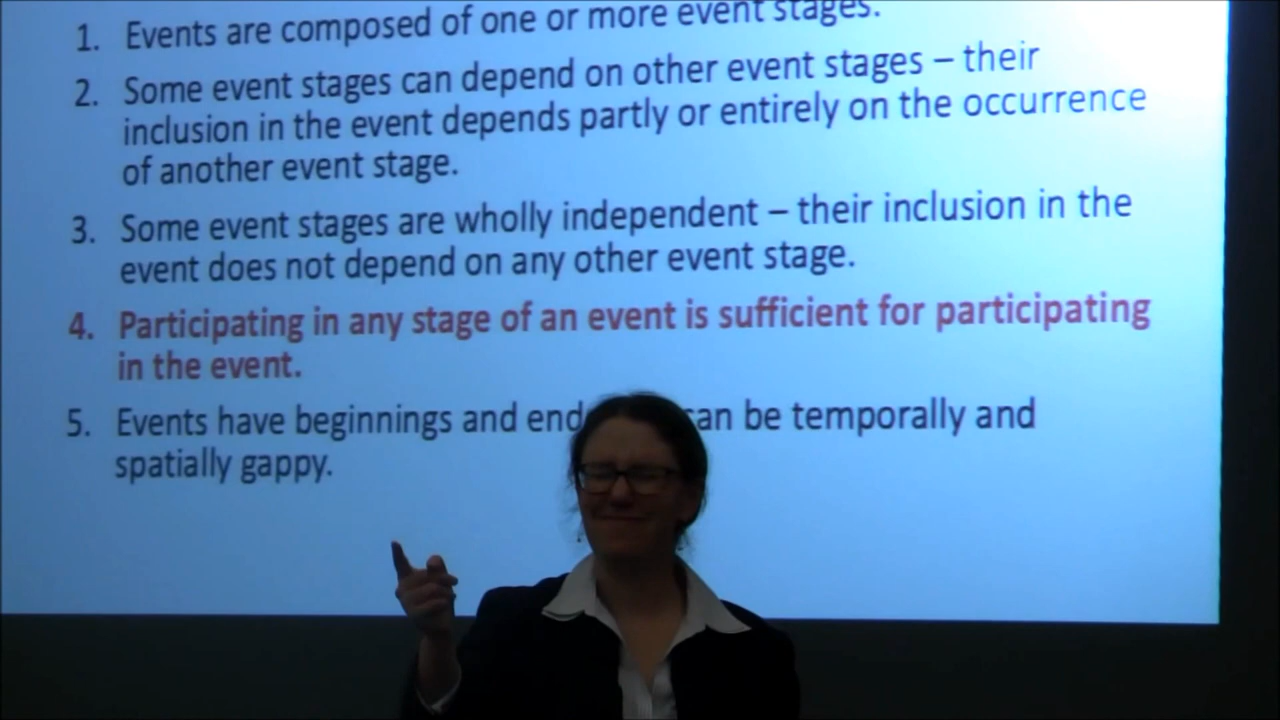 1. Events are composed of one or more event stages.
2. Some event stages can depend on other event stages – their
inclusion in the event depends partly or entirely on the occurrence
of another event stage.
3. Some event stages are wholly independent – their inclusion in the
event does not depend on any other event stage.
4. Participating in any stage of an event is sufficient for participating
in the event.
5. Events have beginnings and end an be temporally and
spatially gappy.